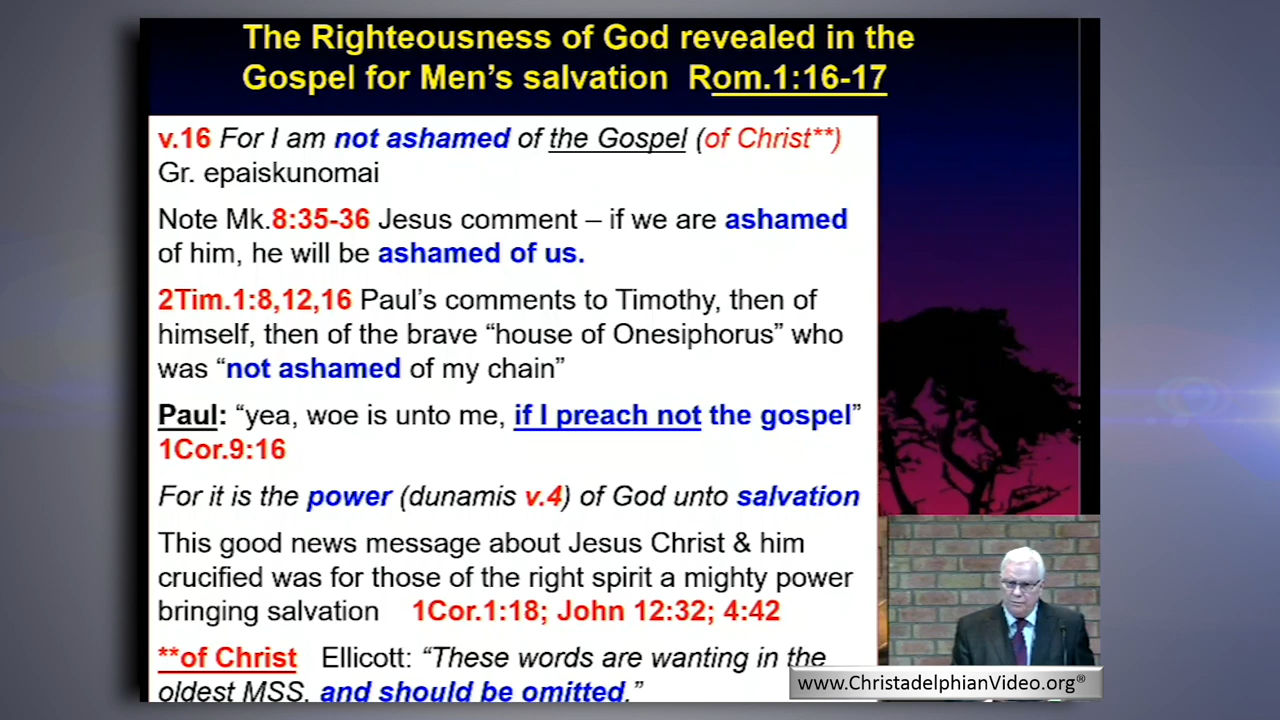 The Righteousness of God revealed in the
Gospel for Men's salvation Rom.1:16-17
v.16 For I am not ashamed of the Gospel (of Christ**)
Gr. epaiskunomai
Note Mk.8:35-36 Jesus comment – if we are ashamed
of him, he will be ashamed of us.
2Tim.1:8,12,16 Paul's comments to Timothy, then of
himself, then of the brave “house of Onesiphorus” who
was “not ashamed of my chain”
Paul: “yea, woe is unto me, if I preach not the gospel”
1Cor.9:16
For it is the power (dunamis v.4) of God unto salvation
This good news message about Jesus Christ & him
crucified was for those of the right spirit a mighty power
bringing salvation 1Cor.1:18; John 12:32; 4:42
**of Christ Ellicott: “These words are wanting in the
oldest MSS. and should be omitted.”
www.ChristadelphianVideo.org®